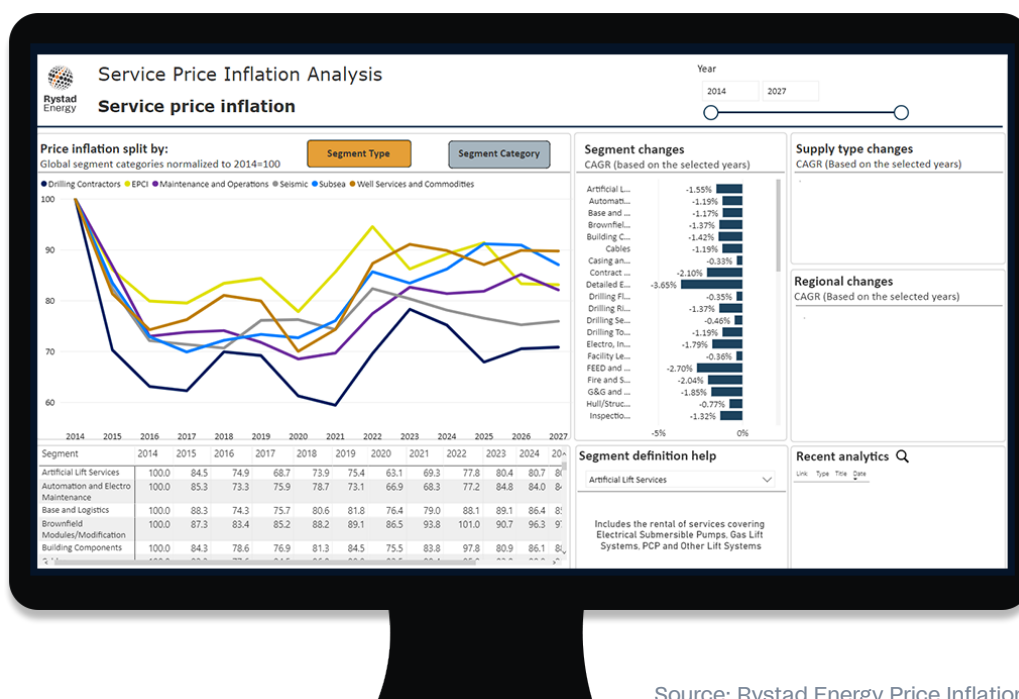 Rystad
Energy
Service Price Inflation Analysis
Service price inflation
Year
2014 2027
Price inflation split by:
Global segment categories normalized to 2014=100
Segment Type
Segment Category
Drilling Contractors EPCI Maintenance and Operations Seismic Subsea Well Services and Commodities
100
90
80
70
60
2014 2015 2016 2017 2018 2019 2020 2021 2022 2023 2024 2025 2026 2027
Segment changes
CAGR (based on the selected years)
Artificial L... -1.55%
Automati... -1.19%
Base and ... -1.17%
Brownfiel... -1.37%
Building C... -1.42%
Cables -1.19%
Casing an... -0.33%
Contract ... -2.10%
Detailed E... -3.65%
Drilling Fl... -0.35%
Drilling Ri... -1.37%
Drilling Se... -0.46%
Drilling To... -1.19%
Electro, In... -1.79%
Facility Le... -0.36%
FEED and ... -2.70%
Fire and S... -2.04%
G&G and ... -1.85%
Hull/Struc... -0.77%
Inspectio... -1.32%
-5% 0%
Supply type changes
CAGR (Based on the selected years)
Regional changes
CAGR (Based on the selected years)
Segment 2014 2015 2016 2017 2018 2019 2020 2021 2022 2023 2024
Artificial Lift Services 100.0 84.5 74.9 68.7 73.9 75.4 63.1 69.3 77.8 80.4 80.7
Automation and Electro Maintenance 100.0 85.3 73.3 75.9 78.7 73.1 66.9 68.3 77.2 84.8 84.0
Base and Logistics 100.0 88.3 74.3 75.7 80.6 81.8 76.4 79.0 88.1 89.1 86.4
Brownfield Modules/Modification 100.0 87.3 83.4 85.2 88.2 89.1 86.5 93.8 101.0 90.7 96.3
Building Components 100.0 84.3 78.6 76.9 81.3 84.5 75.5 83.8 97.8 80.9 86.1
Segment definition help
Artificial Lift Services
Includes the rental of services covering
Electrical Submersible Pumps, Gas Lift
Systems, PCP and Other Lift Systems
Recent analytics
Link Type Title Date
Source: Rystad Energy Price Inflation